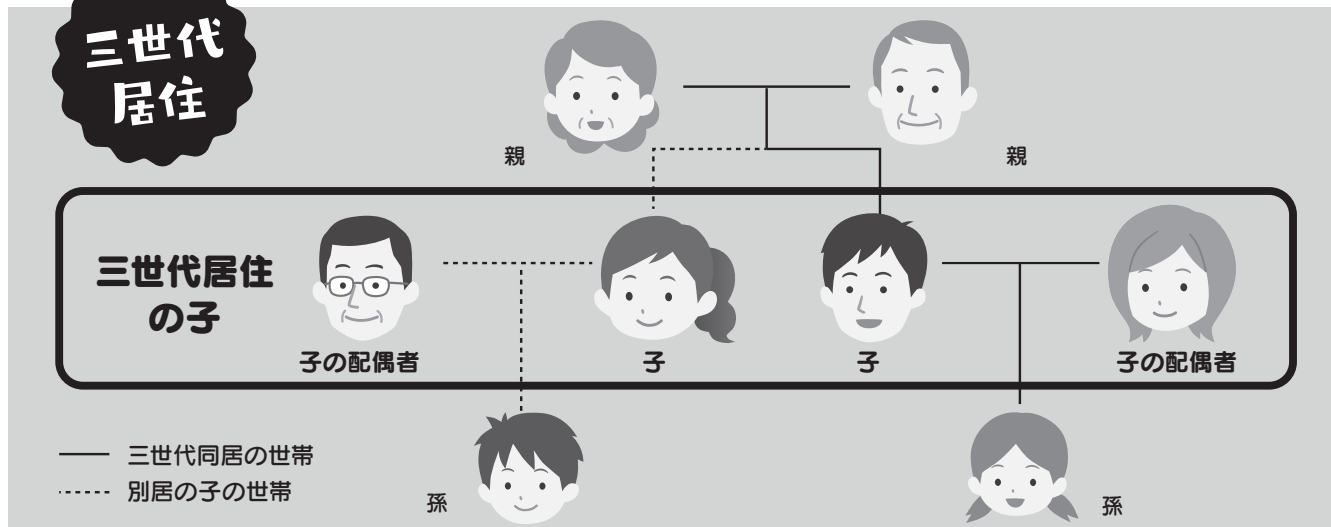 三世代
居住
親
親
三世代居住
の子
子の配偶者
子
子
子の配偶者
三世代同居の世帯
別居の子の世帯
孫
孫